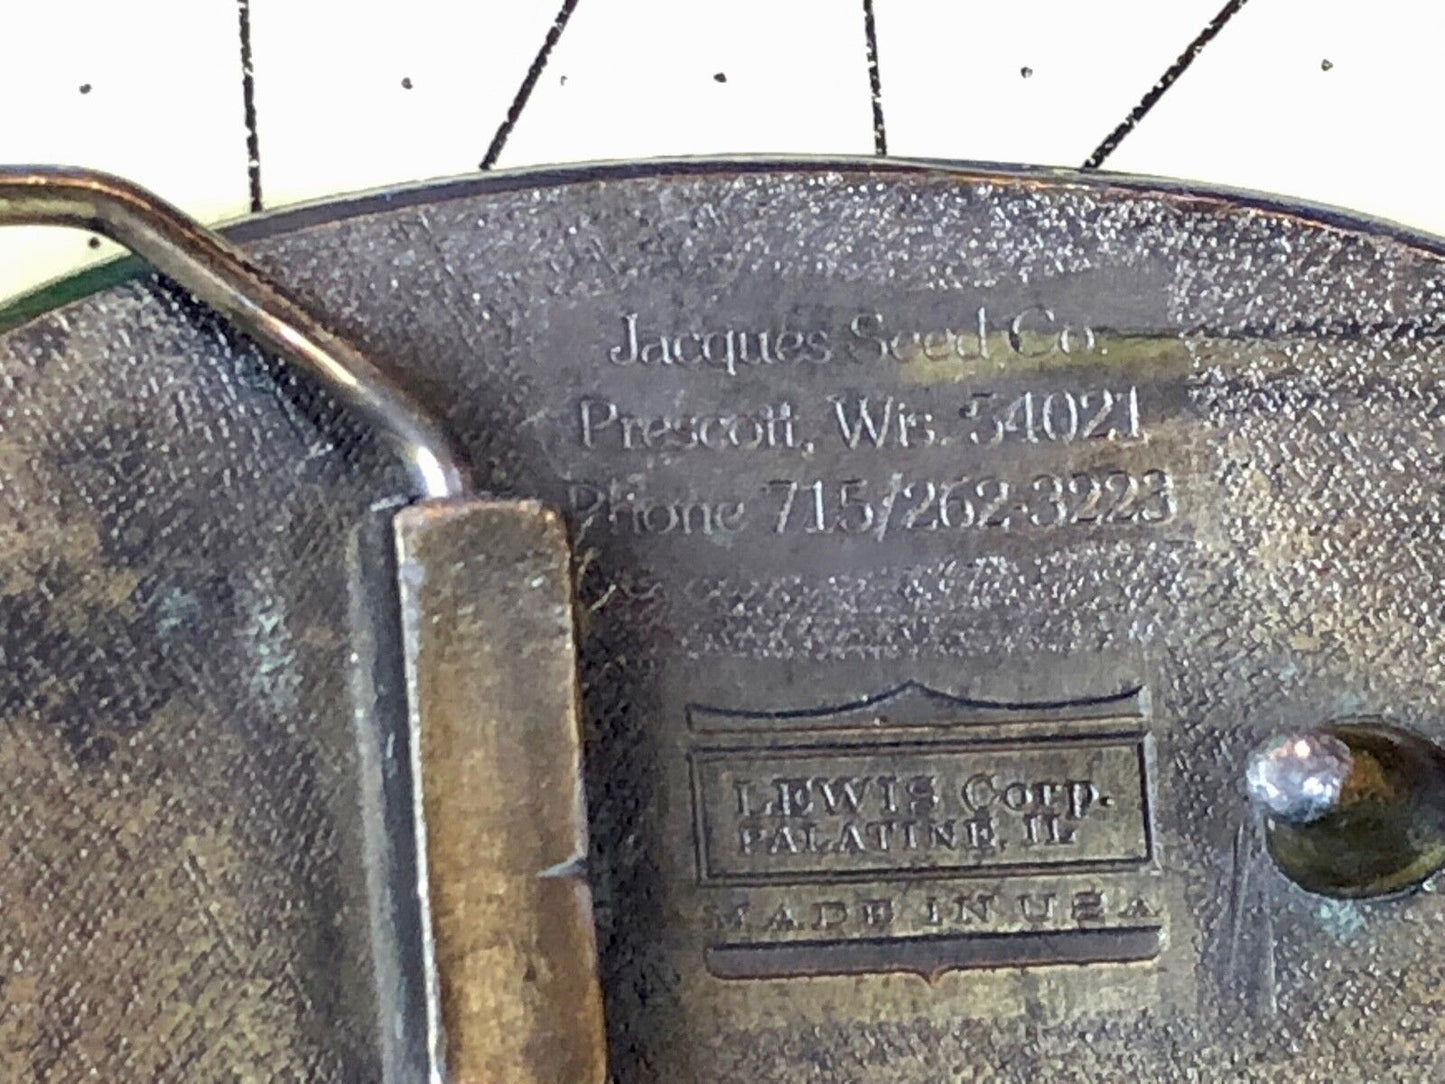 Jacques Seed Co.
Prescott, Wis. 54021
Phone 715/262-3223
LEWIS Corp.
PALATINE, IL
MADE IN USA